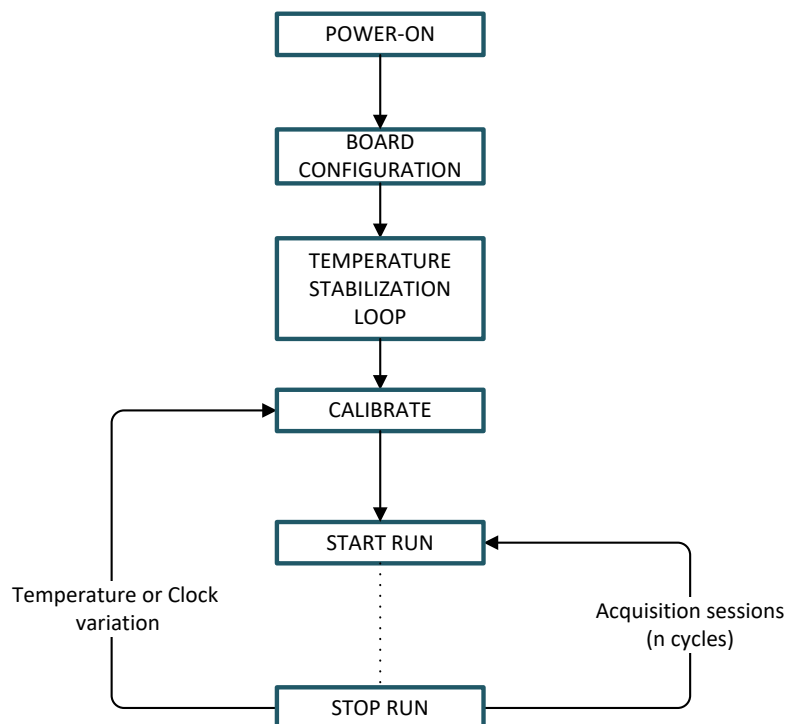 POWER-ON
BOARD
CONFIGURATION
TEMPERATURE
STABILIZATION
LOOP
CALIBRATE
START RUN
Temperature or Clock
variation
Acquisition sessions
(n cycles)
STOP RUN